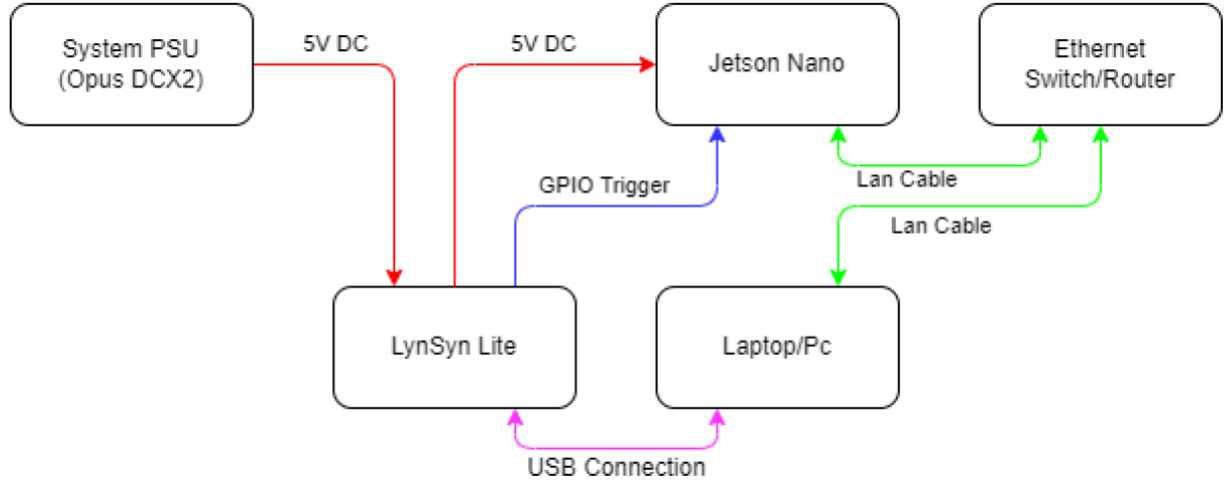 System PSU
(Opus DCX2)
5V DC
5V DC
Jetson Nano
Ethernet
Switch/Router
GPIO Trigger
Lan Cable
Lan Cable
LynSyn Lite
Laptop/Pc
USB Connection